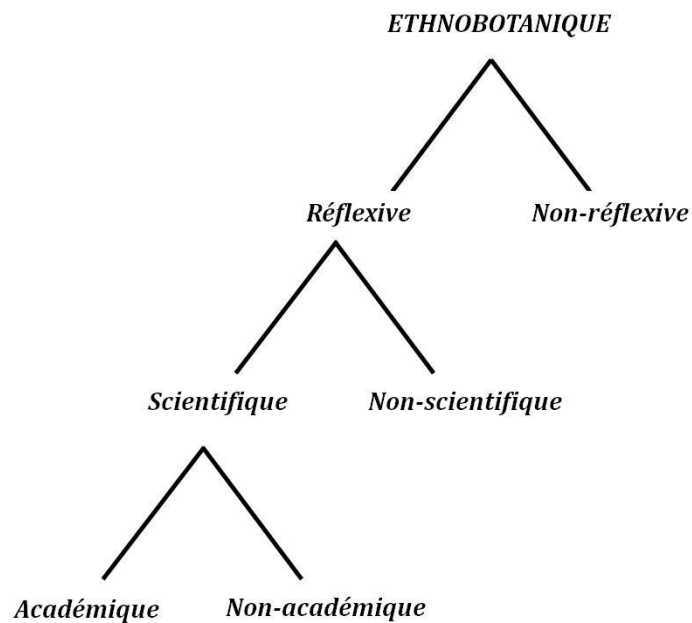 ETHNOBOTANIQUE
Réflexive Non-réflexive
Scientifique Non-scientifique
Académique Non-académique